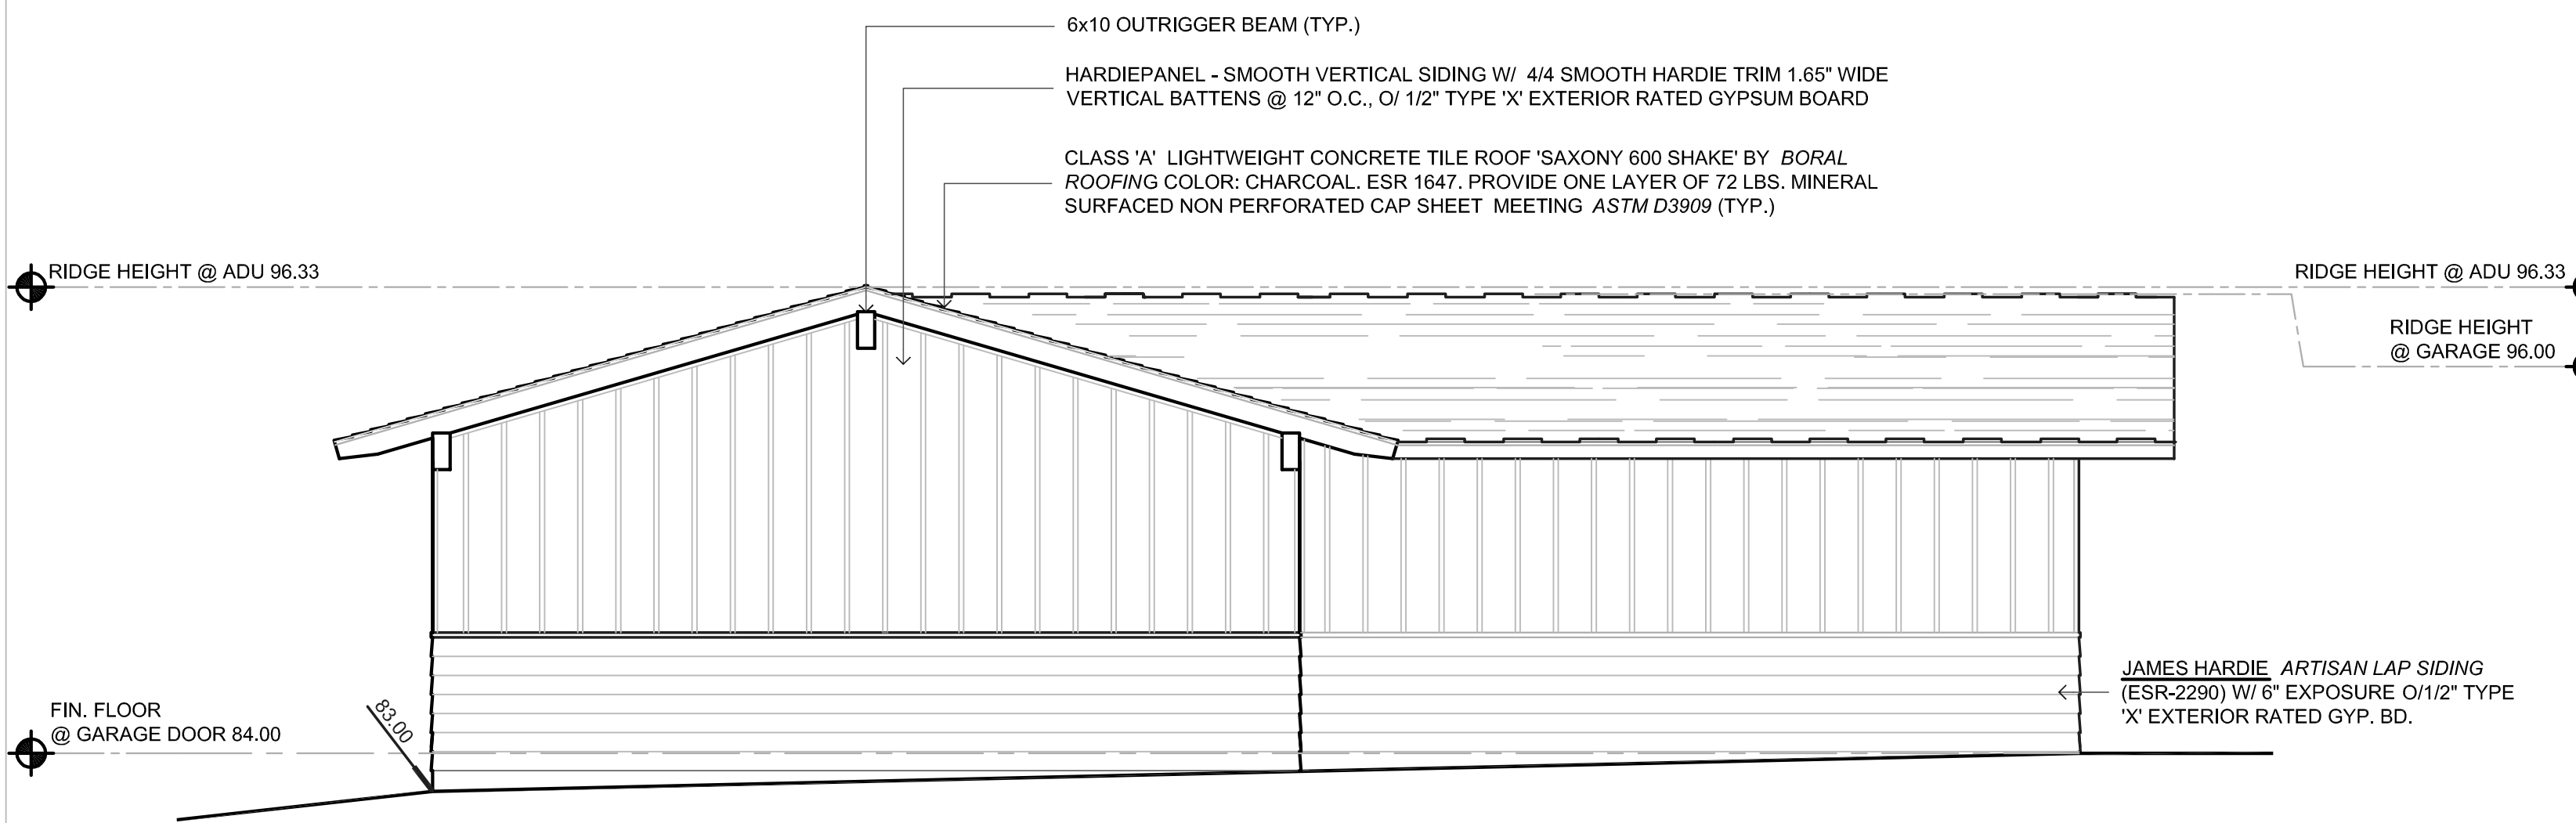 6x10 OUTRIGGER BEAM (TYP.)
HARDIEPANEL - SMOOTH VERTICAL SIDING W/ 4/4 SMOOTH HARDIE TRIM 1.65" WIDE
VERTICAL BATTENS @ 12" O.C., O/ 1/2" TYPE 'X' EXTERIOR RATED GYPSUM BOARD
CLASS 'A' LIGHTWEIGHT CONCRETE TILE ROOF 'SAXONY 600 SHAKE' BY BORAL
ROOFING COLOR: CHARCOAL. ESR 1647. PROVIDE ONE LAYER OF 72 LBS. MINERAL
SURFACED NON PERFORATED CAP SHEET MEETING ASTM D3909 (TYP.)
RIDGE HEIGHT @ ADU 96.33
RIDGE HEIGHT @ ADU 96.33
RIDGE HEIGHT
@ GARAGE 96.00
JAMES HARDIE ARTISAN LAP SIDING
(ESR-2290) W/ 6" EXPOSURE O/1/2" TYPE
'X' EXTERIOR RATED GYP. BD.
FIN. FLOOR
@ GARAGE DOOR 84.00
83.00